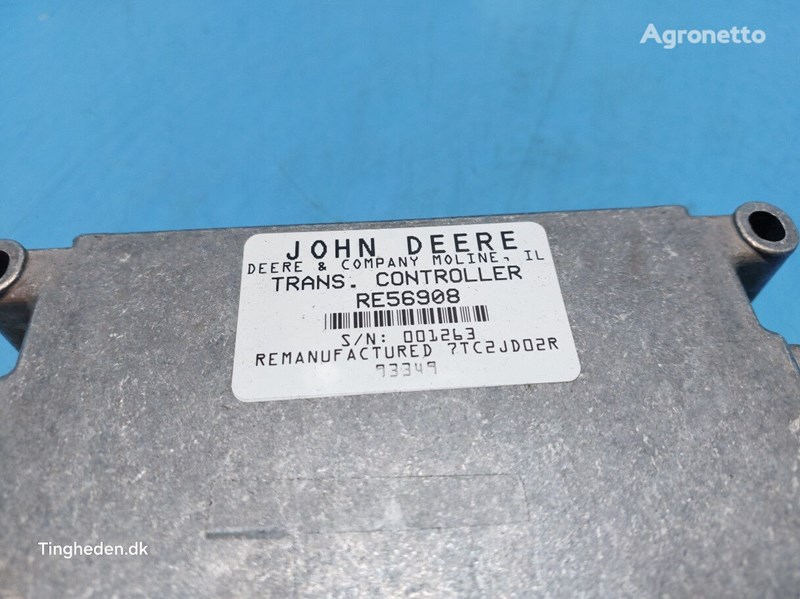 Agronetto
JOHN DEERE
DEERE & COMPANY MOLINE, IL
TRANS. CONTROLLER
RE56908
S/N: 001263
REMANUFACTURED 7TC2JD02R
93349
Tingheden.dk